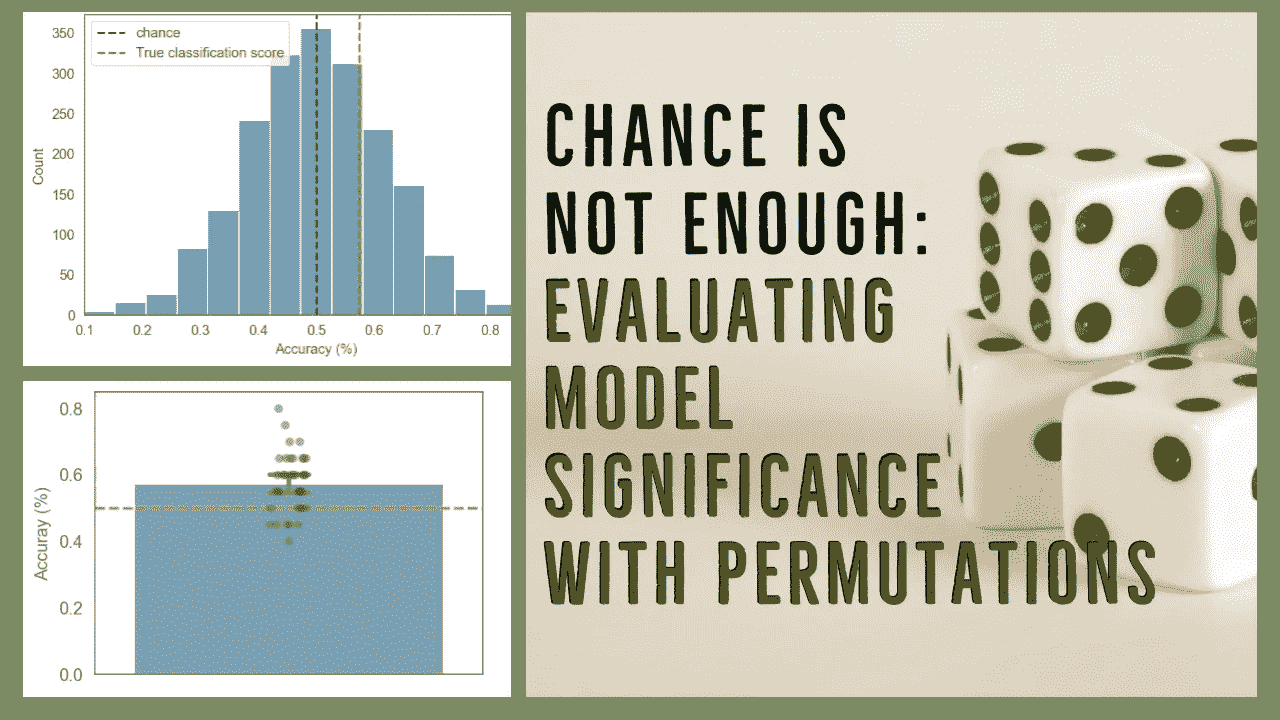 350
300
250
200
150
100
50
0
Count
chance
True classification score
0.1 0.2 0.3 0.4 0.5 0.6 0.7 0.8
Accuracy (%)
0.8
0.6
0.4
0.2
0.0
Accuray (%)
CHANCE IS
NOT ENOUGH:
EVALUATING
MODEL
SIGNIFICANCE
WITH PERMUTATIONS